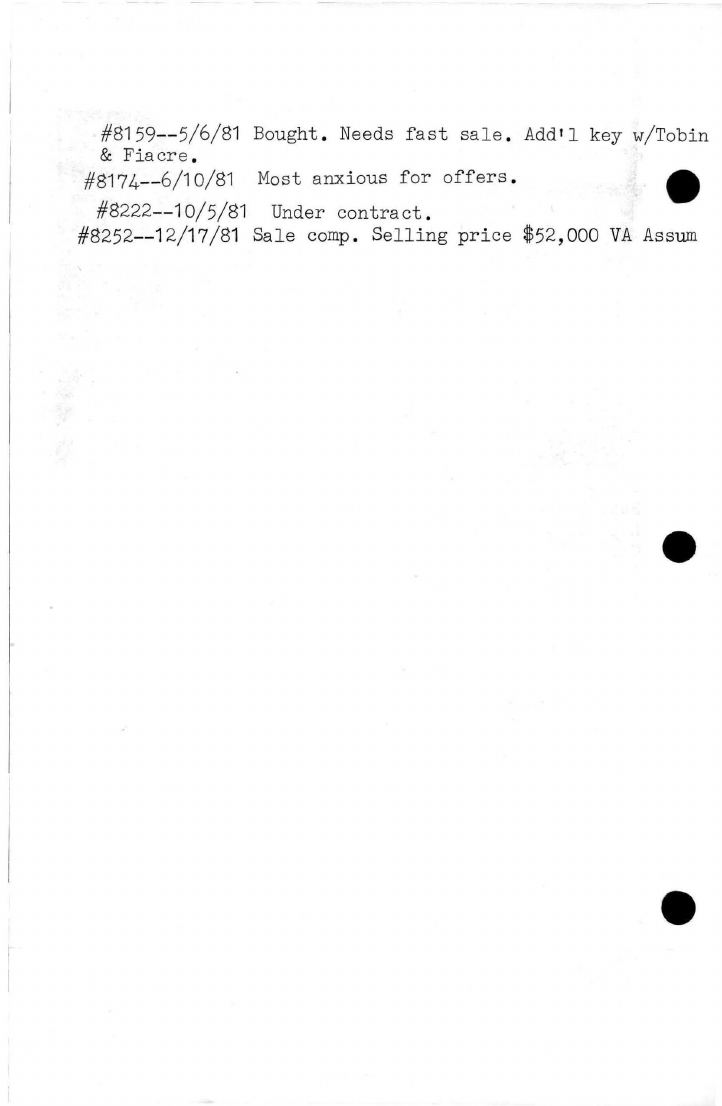 #8159--5/6/81 Bought. Needs fast sale. Add'l key w/Tobin
& Fiacre.
#8174--6/10/81 Most anxious for offers.
#8222--10/5/81 Under contract.
#8252--12/17/81 Sale comp. Selling price $52,000 VA Assum